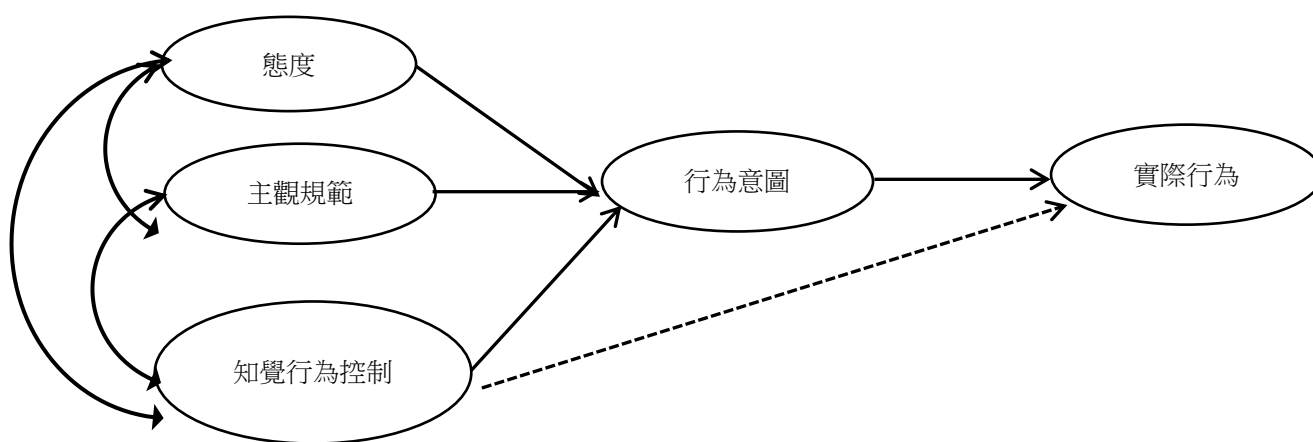 態度
主觀規範
行為意圖
實際行為
知覺行為控制